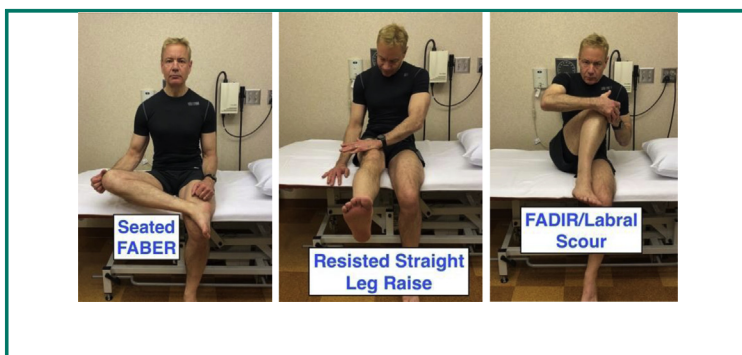 Seated
FABER
Resisted Straight
Leg Raise
FADIR/Labral
Scour